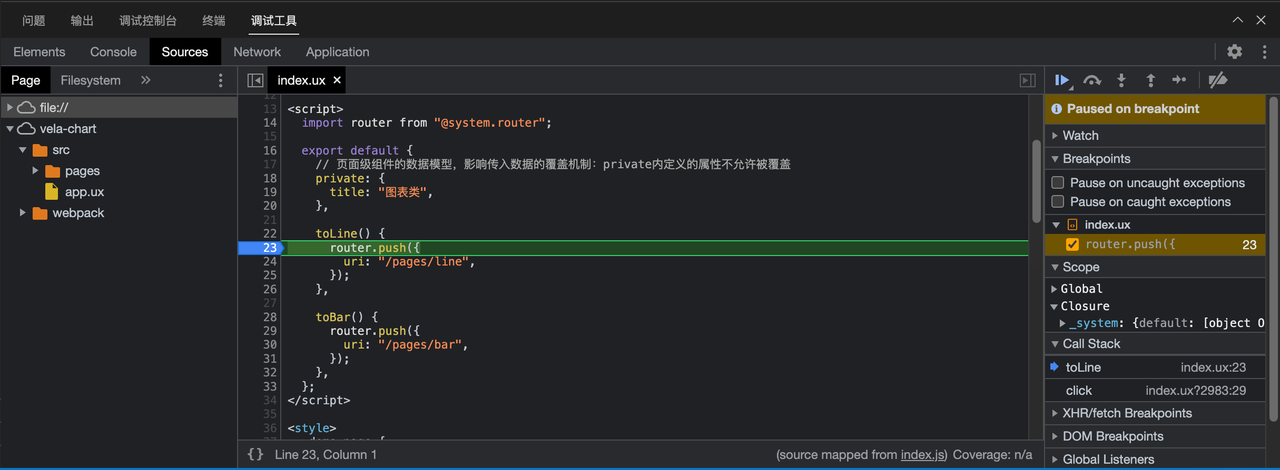 问题 输出 调试控制台 终端 调试工具
Elements Console Sources Network Application
Page Filesystem »
index.ux ×
file://
vela-chart
src
pages
app.ux
webpack
13 <script>
14 import router from "@system.router";
15
16 export default {
17 // 页面级组件的数据模型，影响传入数据的覆盖机制：private内定义的属性不允许被覆盖
18 private: {
19 title: "图表类",
20 },
21
22 toLine() {
23 router.push({
24 uri: "/pages/line",
25 });
26 },
27
28 toBar() {
29 router.push({
30 uri: "/pages/bar",
31 });
32 },
33 };
34 </script>
35
36 <style>
{} Line 23, Column 1
(source mapped from index.js) Coverage: n/a
Paused on breakpoint
Watch
Breakpoints
Pause on uncaught exceptions
Pause on caught exceptions
index.ux
router.push({ 23
Scope
Global
Closure
_system: {default: [object O
Call Stack
toLine index.ux:23
click index.ux?2983:29
XHR/fetch Breakpoints
DOM Breakpoints
Global Listeners